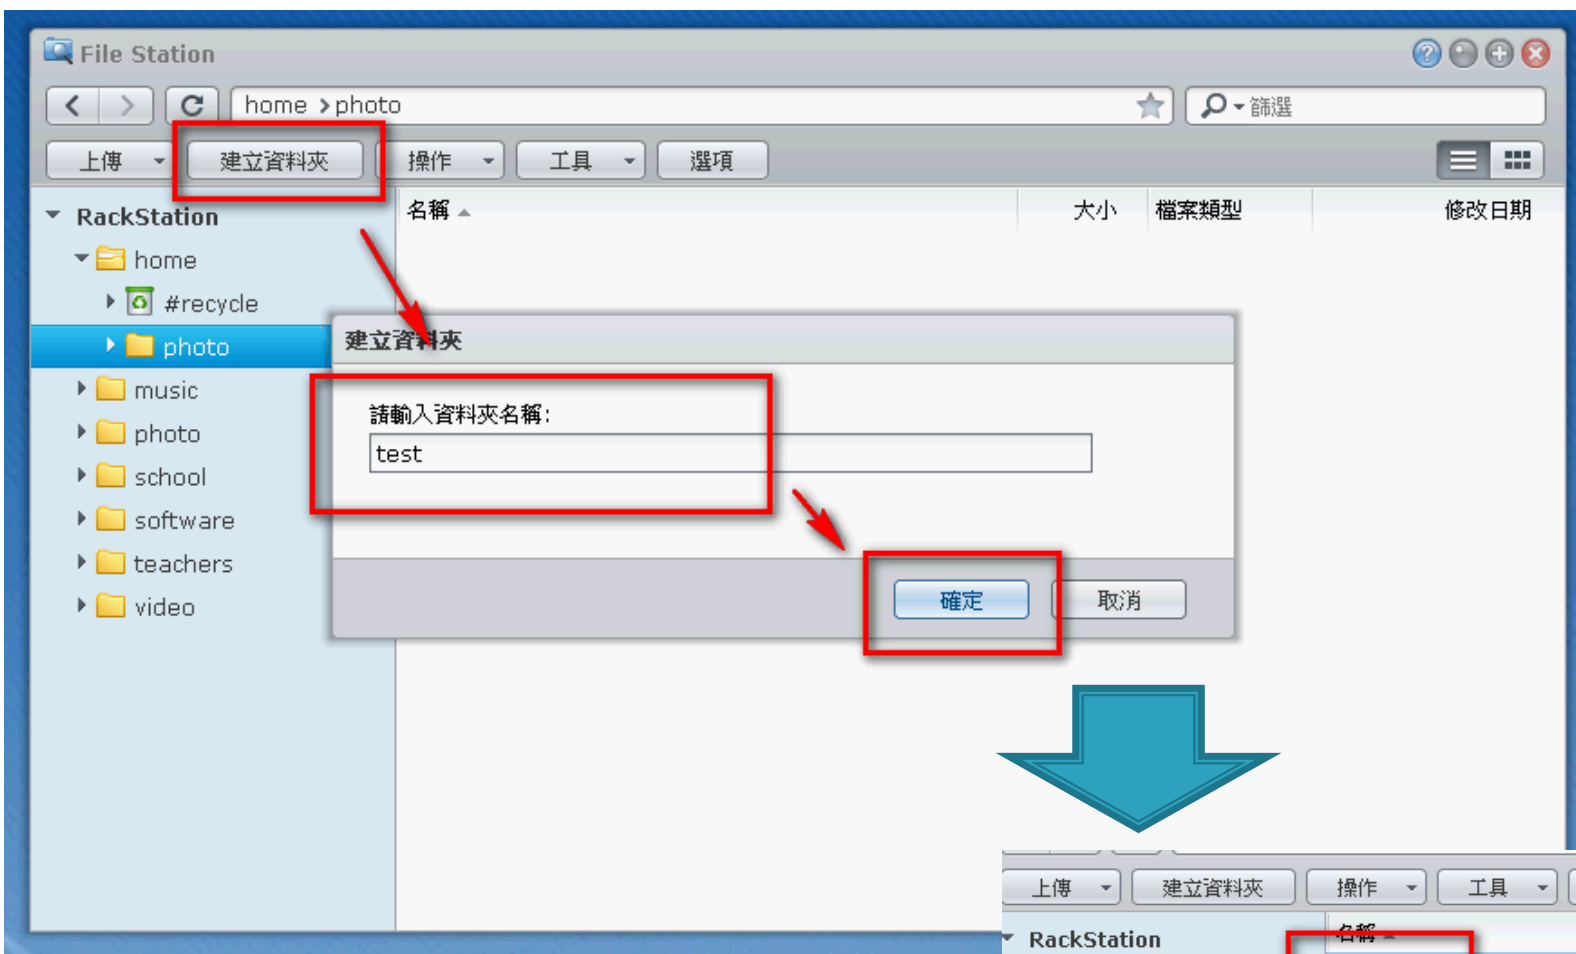 File Station
home > photo
篩選
上傳 建立資料夾 操作 工具 選項
RackStation
名稱 大小 檔案類型 修改日期
home
#recycle
photo
music
photo
school
software
teachers
video
建立資料夾
請輸入資料夾名稱:
test
確定 取消
上傳 建立資料夾 操作 工具
RackStation
名稱